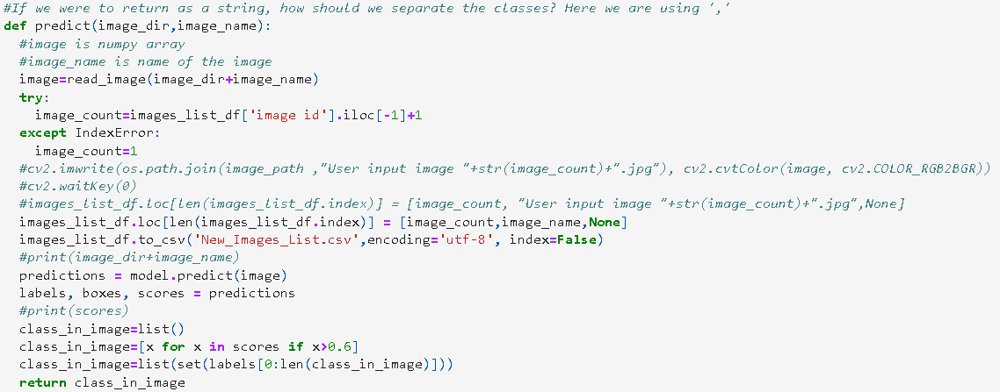 #If we were to return as a string, how should we separate the classes? Here we are using ','
def predict(image_dir,image_name):
  #image is numpy array
  #image_name is name of the image
  image=read_image(image_dir+image_name)
  try:
    image_count=images_list_df['image id'].iloc[-1]+1
  except IndexError:
    image_count=1
  #cv2.imwrite(os.path.join(image_path ,"User input image "+str(image_count)+".jpg"), cv2.cvtColor(image, cv2.COLOR_RGB2BGR))
  #cv2.waitKey(0)
  #images_list_df.loc[len(images_list_df.index)] = [image_count, "User input image "+str(image_count)+".jpg",None]
  images_list_df.loc[len(images_list_df.index)] = [image_count,image_name,None]
  images_list_df.to_csv('New_Images_List.csv',encoding='utf-8', index=False)
  #print(image_dir+image_name)
  predictions = model.predict(image)
  labels, boxes, scores = predictions
  #print(scores)
  class_in_image=list()
  class_in_image=[x for x in scores if x>0.6]
  class_in_image=list(set(labels[0:len(class_in_image)]))
  return class_in_image